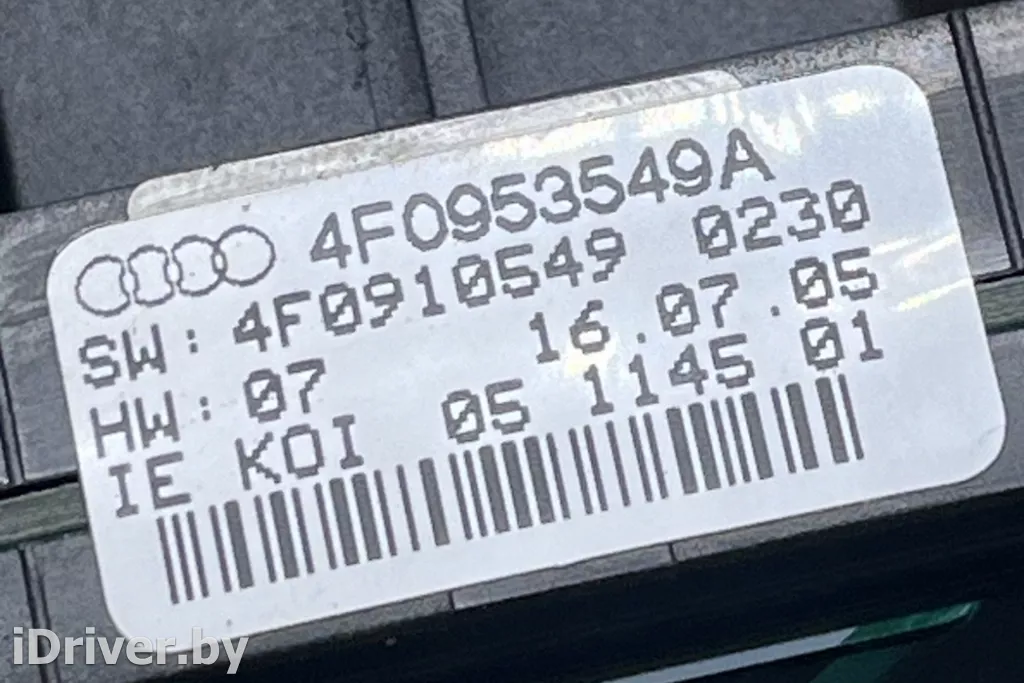 4F0953549A
SW: 4F0910549 0230
HW: 07 16.07.05
IE KOI 05 1145 01
iDriver.by